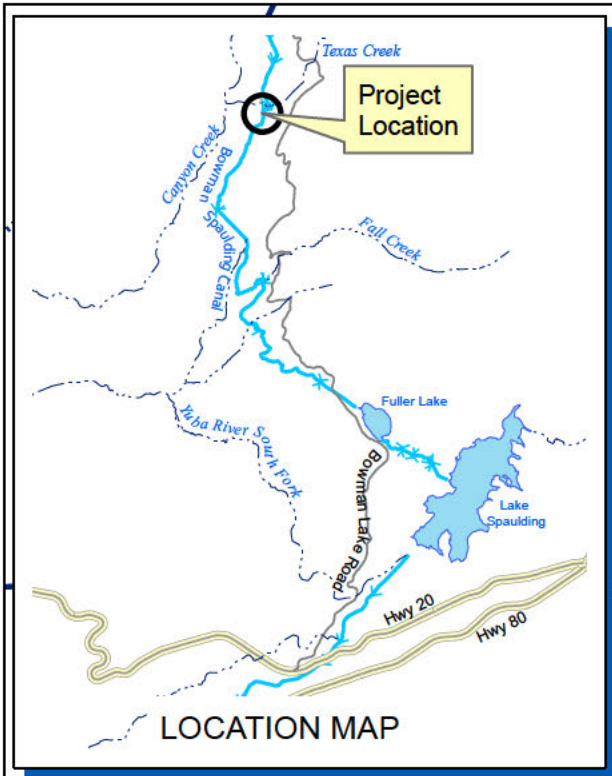 Texas Creek
Project
Location
Canyon Creek
Bowman
Spaulding Canal
Fall Creek
Fuller Lake
Yuba River South Fork
Bowman Lake Road
Lake
Spaulding
Hwy 20
Hwy 80
LOCATION MAP